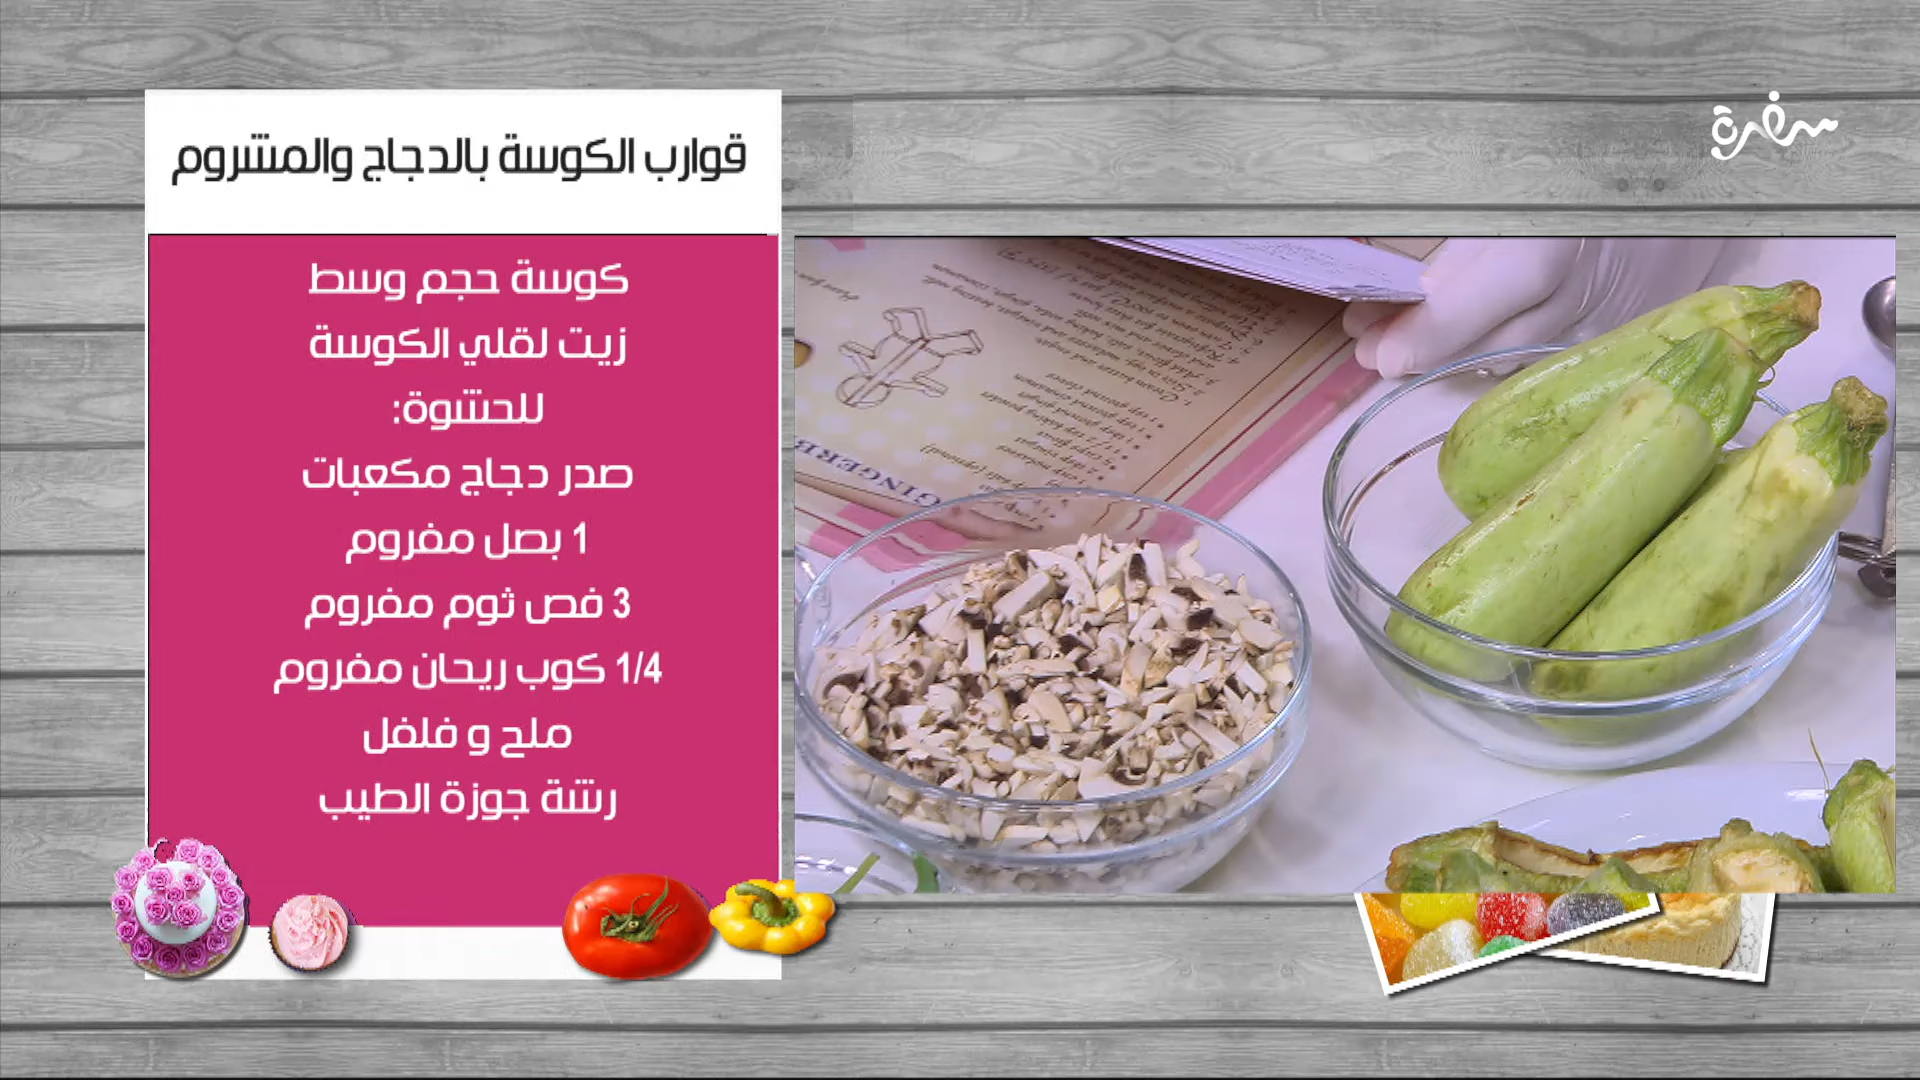 قوارب الكوسة بالدجاج والمشروم
سفرة
كوسة حجم وسط
زيت لقلي الكوسة
للحشوة:
صدر دجاج مكعبات
1 بصل مفروم
3 فص ثوم مفروم
1/4 كوب ريحان مفروم
ملح و فلفل
رشة جوزة الطيب
GINGERB